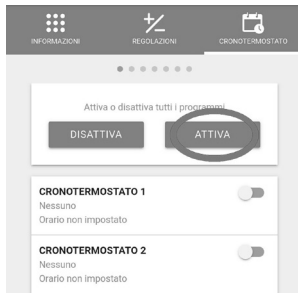 INFORMAZIONI
REGOLAZIONI
CRONOTERMOSTATO
Attiva o disattiva tutti i programmi
DISATTIVA
ATTIVA
CRONOTERMOSTATO 1
Nessuno
Orario non impostato
CRONOTERMOSTATO 2
Nessuno
Orario non impostato